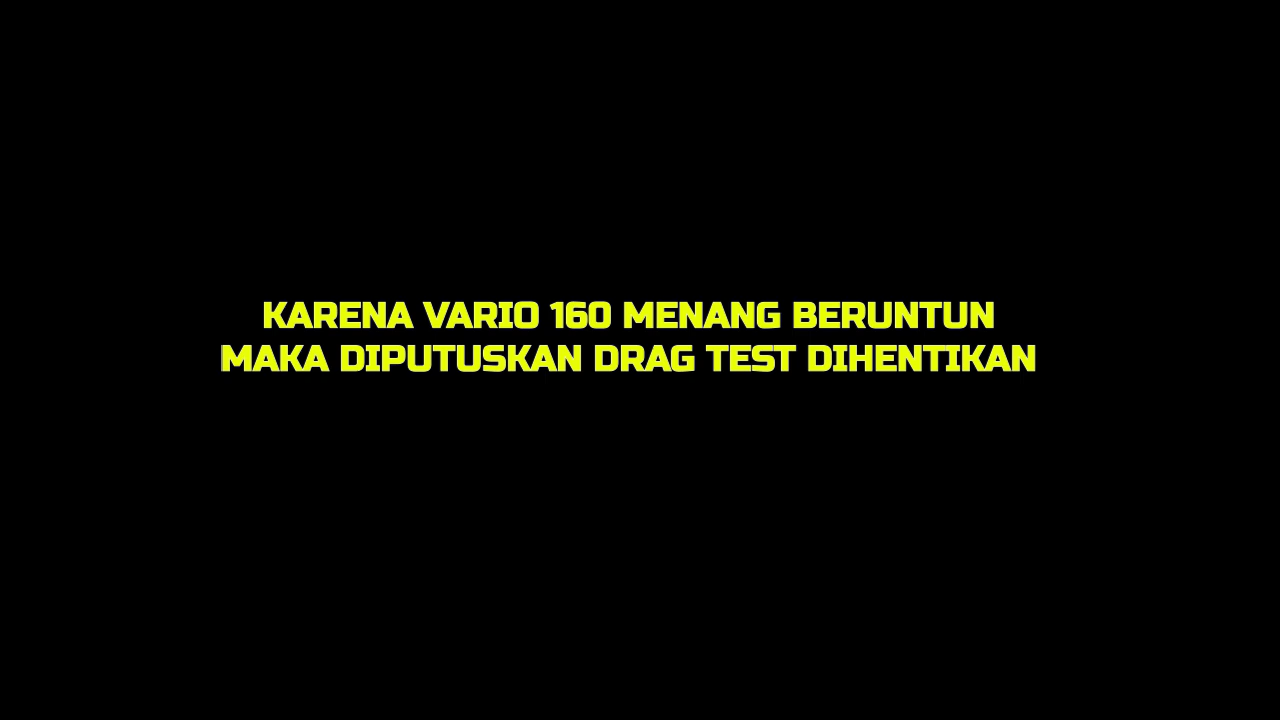 KARENA VARIO 160 MENANG BERUNTUN
MAKA DIPUTUSKAN DRAG TEST DIHENTIKAN